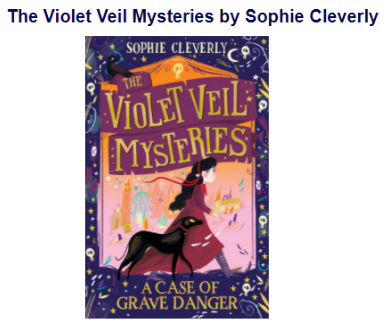 The Violet Veil Mysteries by Sophie Cleverly
SOPHIE CLEVERLY
THE
VIOLET VEIL
MYSTERIES
A CASE OF
GRAVE DANGER